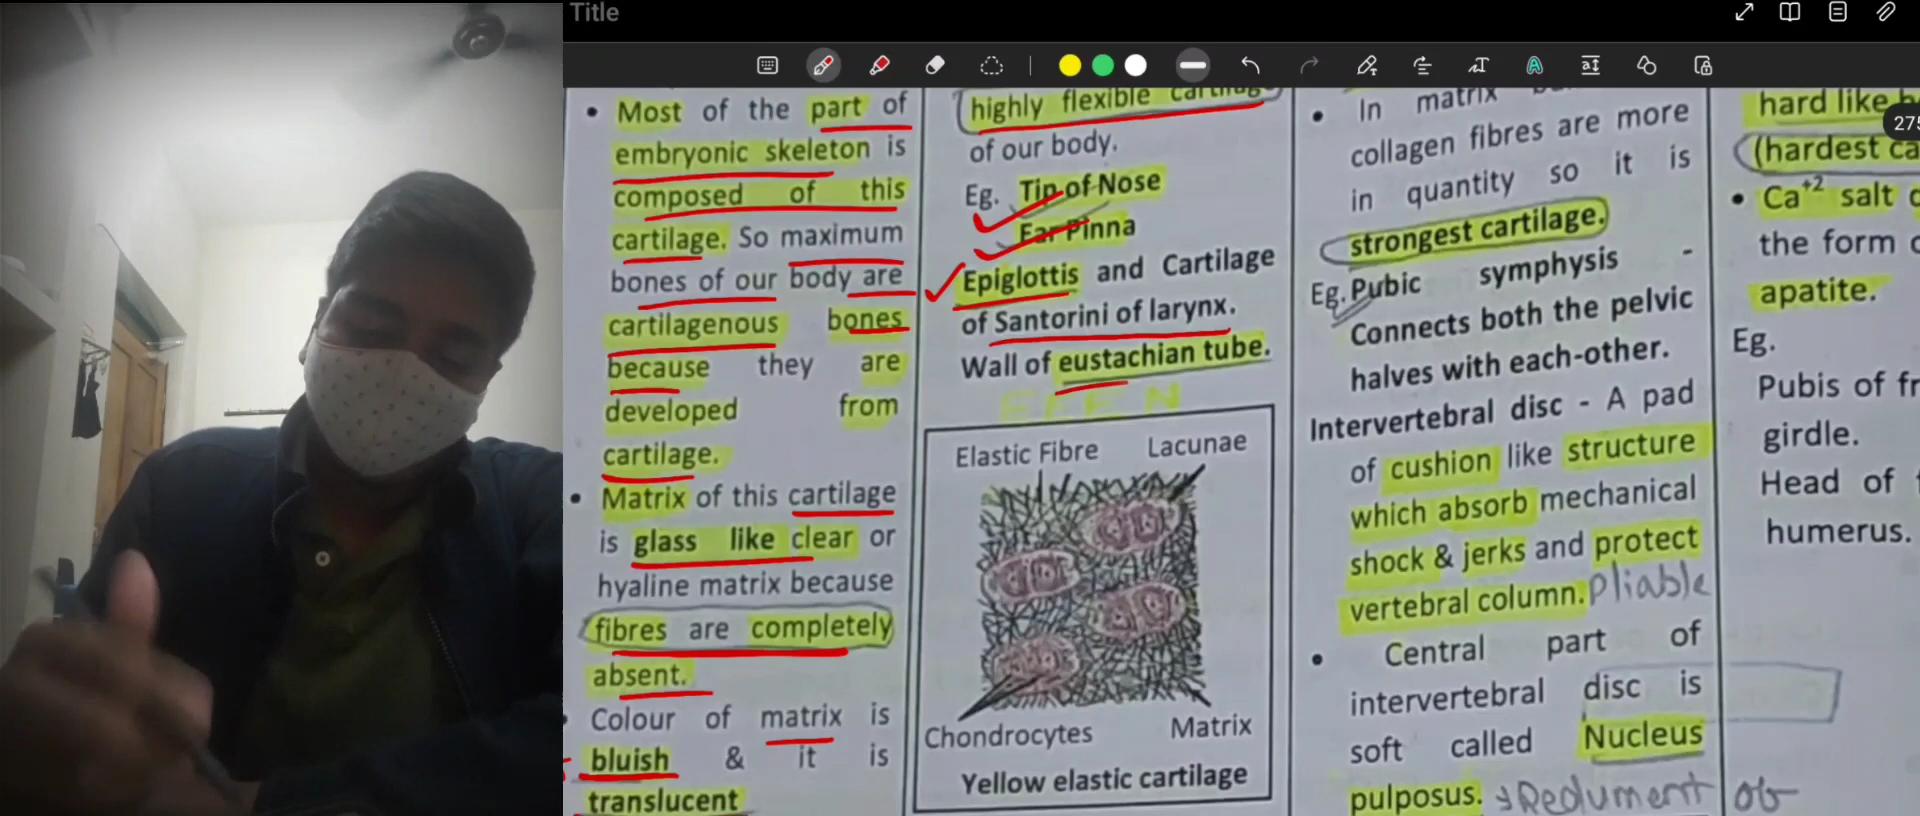 Title
275
Most of the part of
embryonic skeleton is
composed of this
cartilage. So maximum
bones of our body are
cartilagenous bones
because they are
developed from
cartilage.
Matrix of this cartilage
is glass like clear or
hyaline matrix because
fibres are completely
absent.
Colour of matrix is
bluish & it is
translucent
highly flexible cartilag
of our body.
Eg. Tip of Nose
Ear Pinna
Epiglottis and Cartilage
of Santorini of larynx.
Wall of eustachian tube.
Elastic Fibre Lacunae
Chondrocytes Matrix
Yellow elastic cartilage
In matrix
collagen fibres are more
in quantity so it is
strongest cartilage.
Eg. Pubic symphysis -
Connects both the pelvic
halves with each-other.
Intervertebral disc - A pad
of cushion like structure
which absorb mechanical
shock & jerks and protect
vertebral column. pliable
Central part of
intervertebral disc is
soft called Nucleus
pulposus.
hard like
(hardest ca
Ca+2 salt
the form
apatite.
Eg.
Pubis of fr
girdle.
Head of
humerus.